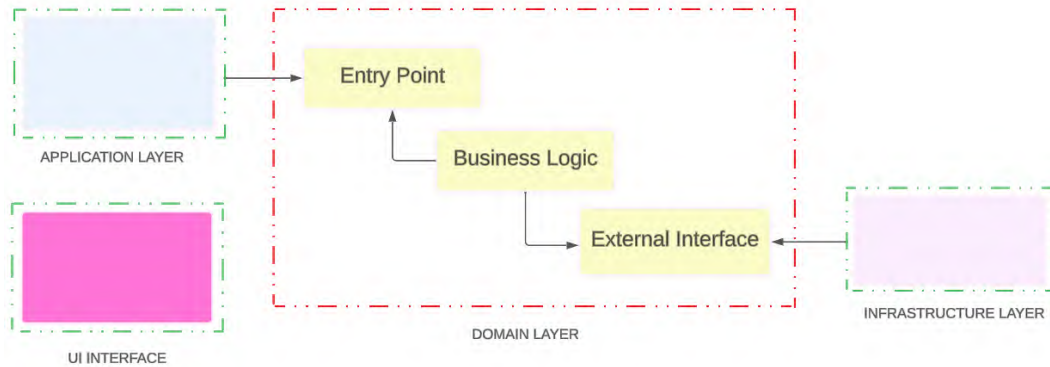 Entry Point
APPLICATION LAYER
Business Logic
External Interface
INFRASTRUCTURE LAYER
DOMAIN LAYER
UI INTERFACE